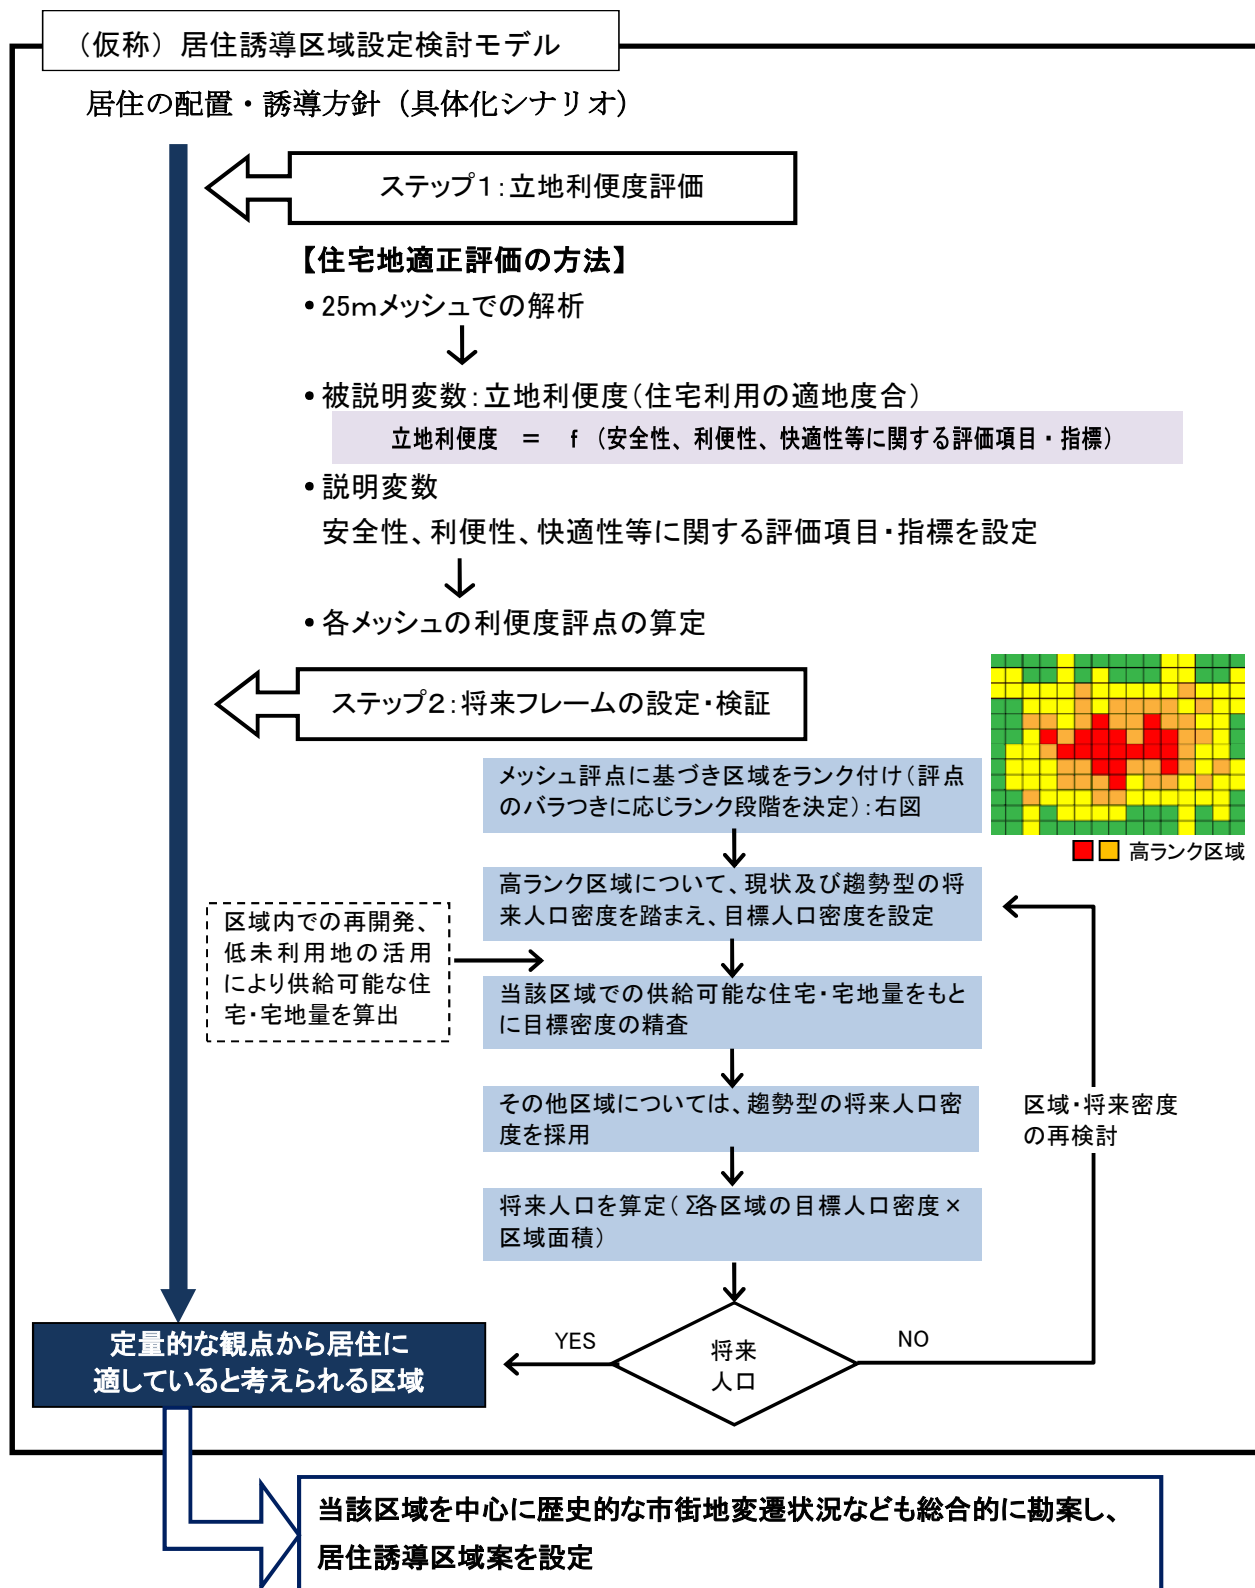 （仮称）居住誘導区域設定検討モデル
居住の配置・誘導方針（具体化シナリオ）
ステップ１：立地利便度評価
【住宅地適正評価の方法】
• 25ｍメッシュでの解析
• 被説明変数：立地利便度（住宅利用の適地度合）
立地利便度　＝　f （安全性、利便性、快適性等に関する評価項目・指標）
• 説明変数
安全性、利便性、快適性等に関する評価項目・指標を設定
• 各メッシュの利便度評点の算定
ステップ２：将来フレームの設定・検証
メッシュ評点に基づき区域をランク付け（評点
のバラつきに応じランク段階を決定）：右図
高ランク区域
高ランク区域について、現状及び趨勢型の将
来人口密度を踏まえ、目標人口密度を設定
区域内での再開発、
低未利用地の活用
により供給可能な住
宅・宅地量を算出
当該区域での供給可能な住宅・宅地量をもと
に目標密度の精査
その他区域については、趨勢型の将来人口密
度を採用
区域・将来密度
の再検討
将来人口を算定（Σ各区域の目標人口密度×
区域面積）
YES
将来
人口
NO
定量的な観点から居住に
適していると考えられる区域
当該区域を中心に歴史的な市街地変遷状況なども総合的に勘案し、
居住誘導区域案を設定